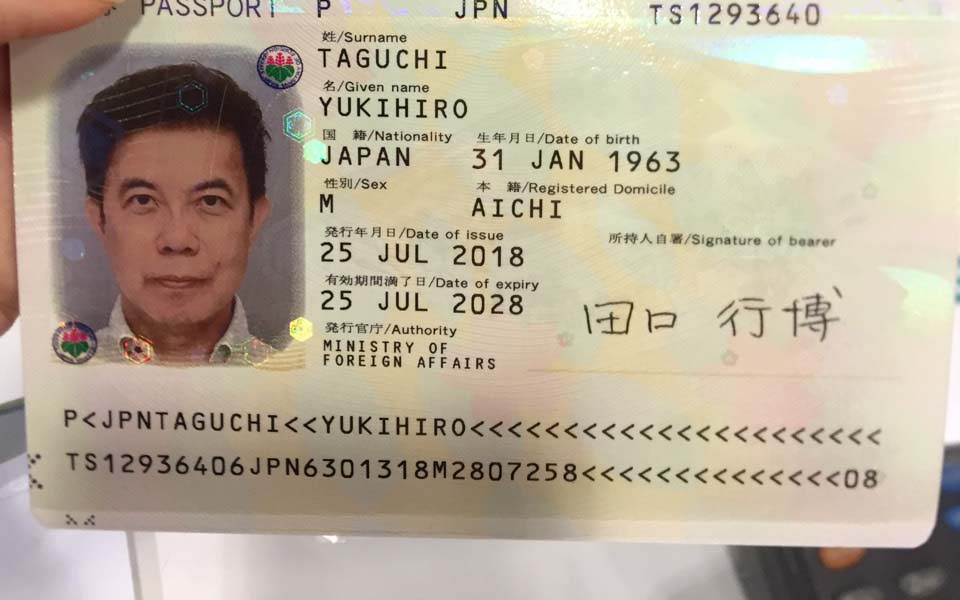 PASSPORT P JPN TS1293640
姓/Surname
TAGUCHI
名/Given name
YUKIHIRO
国 籍/Nationality 生年月日/Date of birth
JAPAN 31 JAN 1963
性別/Sex 本 籍/Registered Domicile
M AICHI
発行年月日/Date of issue 所持人自署/Signature of bearer
25 JUL 2018
有効期間満了日/Date of expiry
25 JUL 2028
田口 行博
発行官庁/Authority
MINISTRY OF
FOREIGN AFFAIRS
P<JPNTAGUCHI<<YUKIHIRO<<<<<<<<<<<<<<<<<<<<<<
TS12936406JPN6301318M2807258<<<<<<<<<<<<<<08